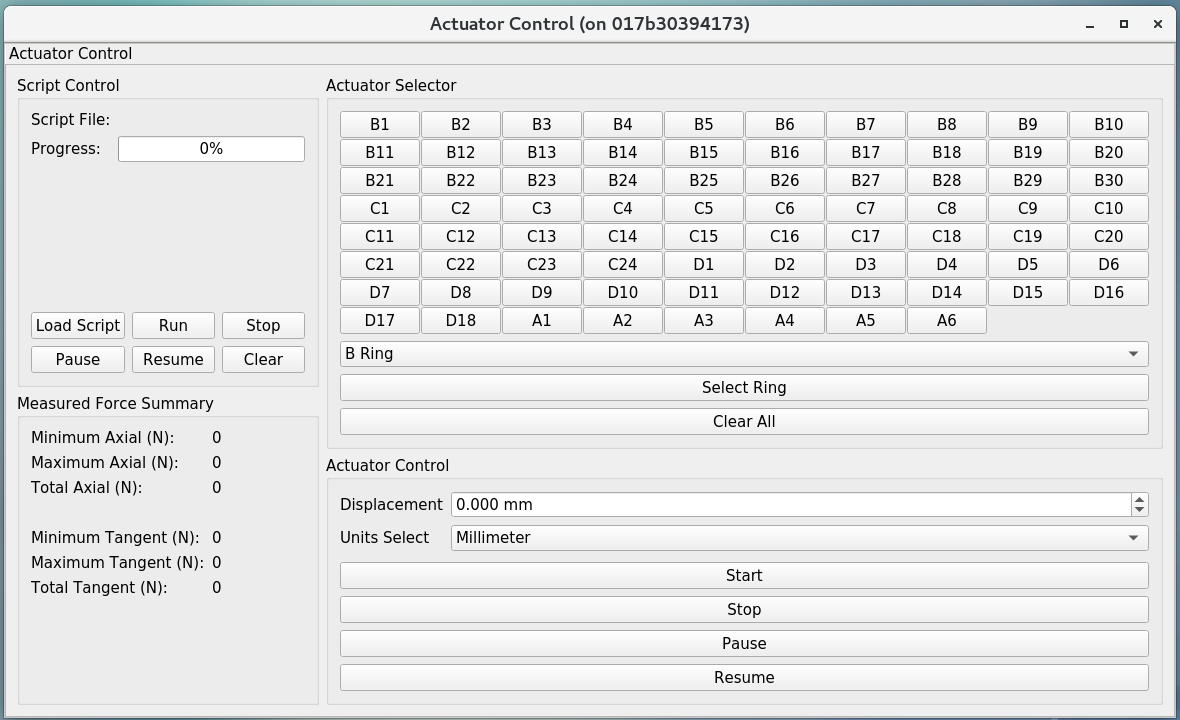 Actuator Control (on 017b30394173)
Actuator Control
Script Control
Script File:
Progress: 0%
Load Script Run Stop
Pause Resume Clear
Measured Force Summary
Minimum Axial (N): 0
Maximum Axial (N): 0
Total Axial (N): 0
Minimum Tangent (N): 0
Maximum Tangent (N): 0
Total Tangent (N): 0
Actuator Selector
B1 B2 B3 B4 B5 B6 B7 B8 B9 B10
B11 B12 B13 B14 B15 B16 B17 B18 B19 B20
B21 B22 B23 B24 B25 B26 B27 B28 B29 B30
C1 C2 C3 C4 C5 C6 C7 C8 C9 C10
C11 C12 C13 C14 C15 C16 C17 C18 C19 C20
C21 C22 C23 C24 D1 D2 D3 D4 D5 D6
D7 D8 D9 D10 D11 D12 D13 D14 D15 D16
D17 D18 A1 A2 A3 A4 A5 A6
B Ring
Select Ring
Clear All
Actuator Control
Displacement 0.000 mm
Units Select Millimeter
Start
Stop
Pause
Resume